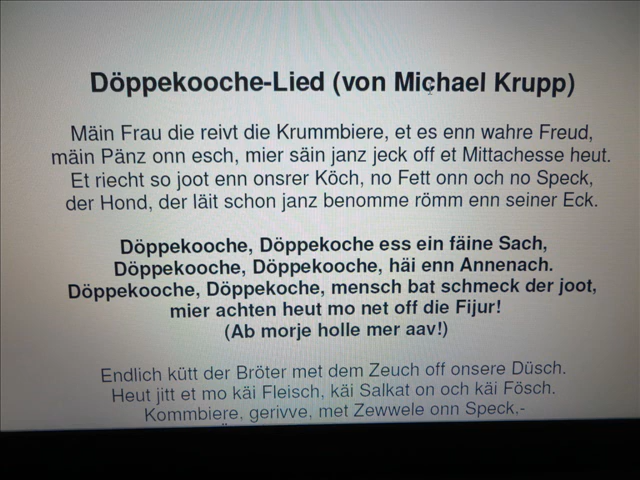 Döppekooche-Lied (von Michael Krupp)
Mäin Frau die reivt die Krummbiere, et es enn wahre Freud,
mäin Pänz onn esch, mier säin janz jeck off et Mittachesse heut.
Et riecht so joot enn onsrer Köch, no Fett onn och no Speck,
der Hond, der läit schon janz benomme römm enn seiner Eck.
Döppekooche, Döppekoche ess ein fäine Sach,
Döppekooche, Döppekooche, häi enn Annenach.
Döppekooche, Döppekoche, mensch bat schmeck der joot,
mier achten heut mo net off die Fijur!
(Ab morje holle mer aav!)
Endlich kütt der Bröter met dem Zeuch off onsere Düsch.
Heut jitt et mo käi Fleisch, käi Salkat on och käi Fösch.
Kommbiere, gerivve, met Zewwele onn Speck,-